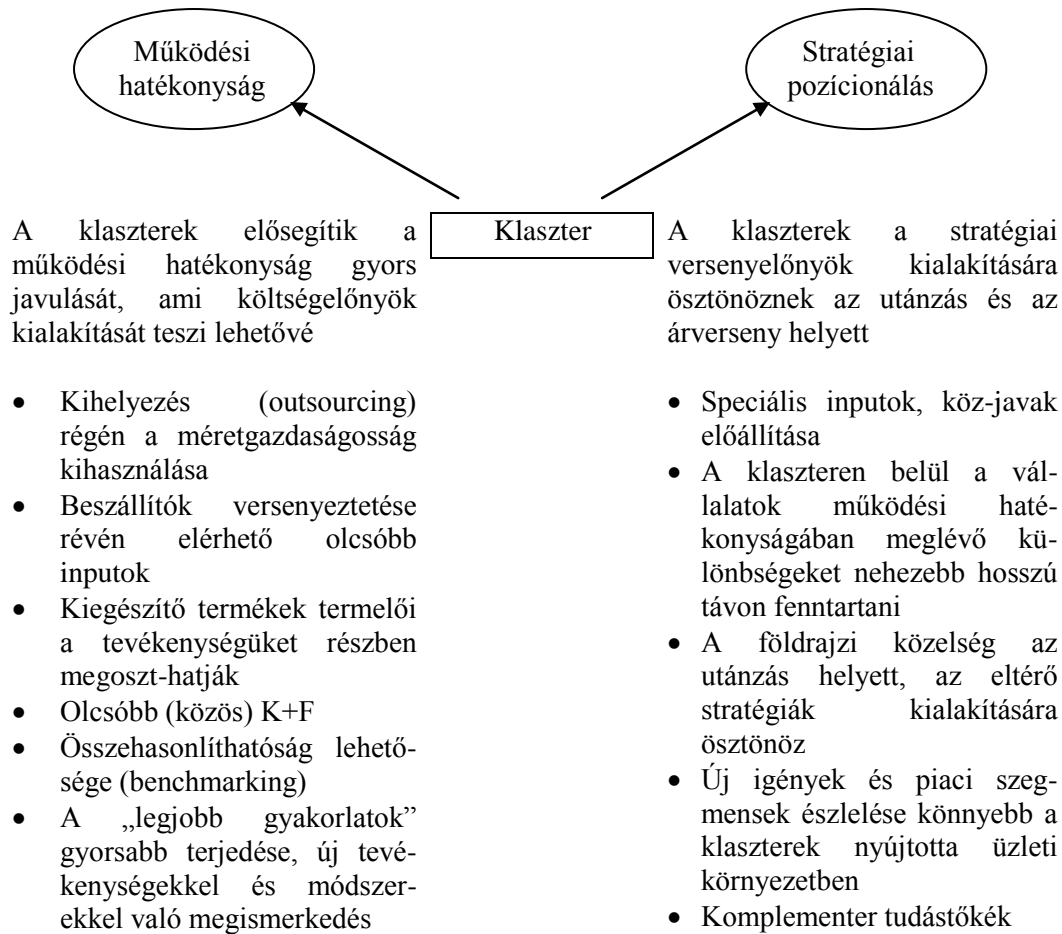 Működési
hatékonyság
Stratégiai
pozícionálás
Klaszter
A klaszterek elősegítik a
működési hatékonyság gyors
javulását, ami költségelőnyök
kialakítását teszi lehetővé
• Kihelyezés (outsourcing)
régén a méretgazdaságosság
kihasználása
• Beszállítók versenyeztetése
révén elérhető olcsóbb
inputok
• Kiegészítő termékek termelői
a tevékenységüket részben
megoszt-hatják
• Olcsóbb (közös) K+F
• Összehasonlíthatóság lehető-
sége (benchmarking)
• A „legjobb gyakorlatok”
gyorsabb terjedése, új tevé-
kenységekkel és módszer-
ekkel való megismerkedés
A klaszterek a stratégiai
versenyelőnyök kialakítására
ösztönöznek az utánzás és az
árverseny helyett
• Speciális inputok, köz-javak
előállítása
• A klaszteren belül a vál-
lalatok működési haté-
konyságában meglévő kü-
lönbségeket nehezebb hosszú
távon fenntartani
• A földrajzi közelség az
utánzás helyett, az eltérő
stratégiák kialakítására
ösztönöz
• Új igények és piaci szeg-
mensek észlelése könnyebb a
klaszterek nyújtotta üzleti
környezetben
• Komplementer tudástőkék